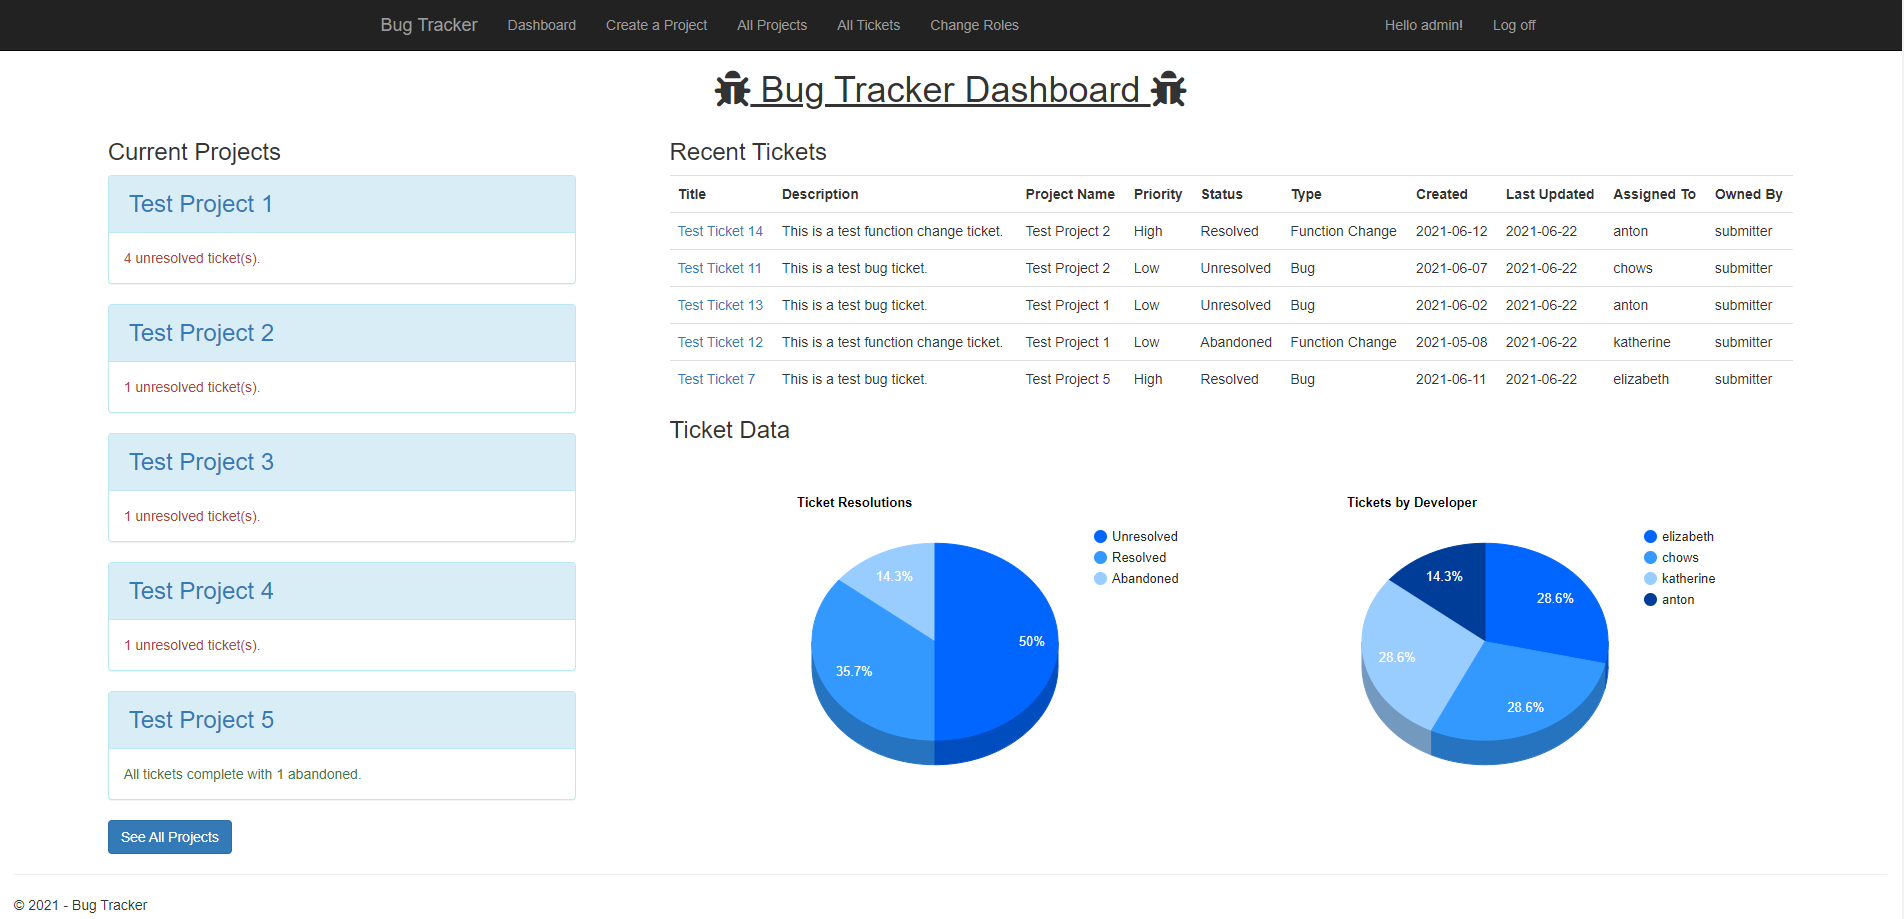 Bug Tracker Dashboard Create a Project All Projects All Tickets Change Roles Hello admin! Log off
Bug Tracker Dashboard
Current Projects
Test Project 1
4 unresolved ticket(s).
Test Project 2
1 unresolved ticket(s).
Test Project 3
1 unresolved ticket(s).
Test Project 4
1 unresolved ticket(s).
Test Project 5
All tickets complete with 1 abandoned.
See All Projects
Recent Tickets
Title Description Project Name Priority Status Type Created Last Updated Assigned To Owned By
Test Ticket 14 This is a test function change ticket. Test Project 2 High Resolved Function Change 2021-06-12 2021-06-22 anton submitter
Test Ticket 11 This is a test bug ticket. Test Project 2 Low Unresolved Bug 2021-06-07 2021-06-22 chows submitter
Test Ticket 13 This is a test bug ticket. Test Project 1 Low Unresolved Bug 2021-06-02 2021-06-22 anton submitter
Test Ticket 12 This is a test function change ticket. Test Project 1 Low Abandoned Function Change 2021-05-08 2021-06-22 katherine submitter
Test Ticket 7 This is a test bug ticket. Test Project 5 High Resolved Bug 2021-06-11 2021-06-22 elizabeth submitter
Ticket Data
Ticket Resolutions
Unresolved
Resolved
Abandoned
14.3%
50%
35.7%
Tickets by Developer
elizabeth
chows
katherine
anton
14.3%
28.6%
28.6%
28.6%
© 2021 - Bug Tracker